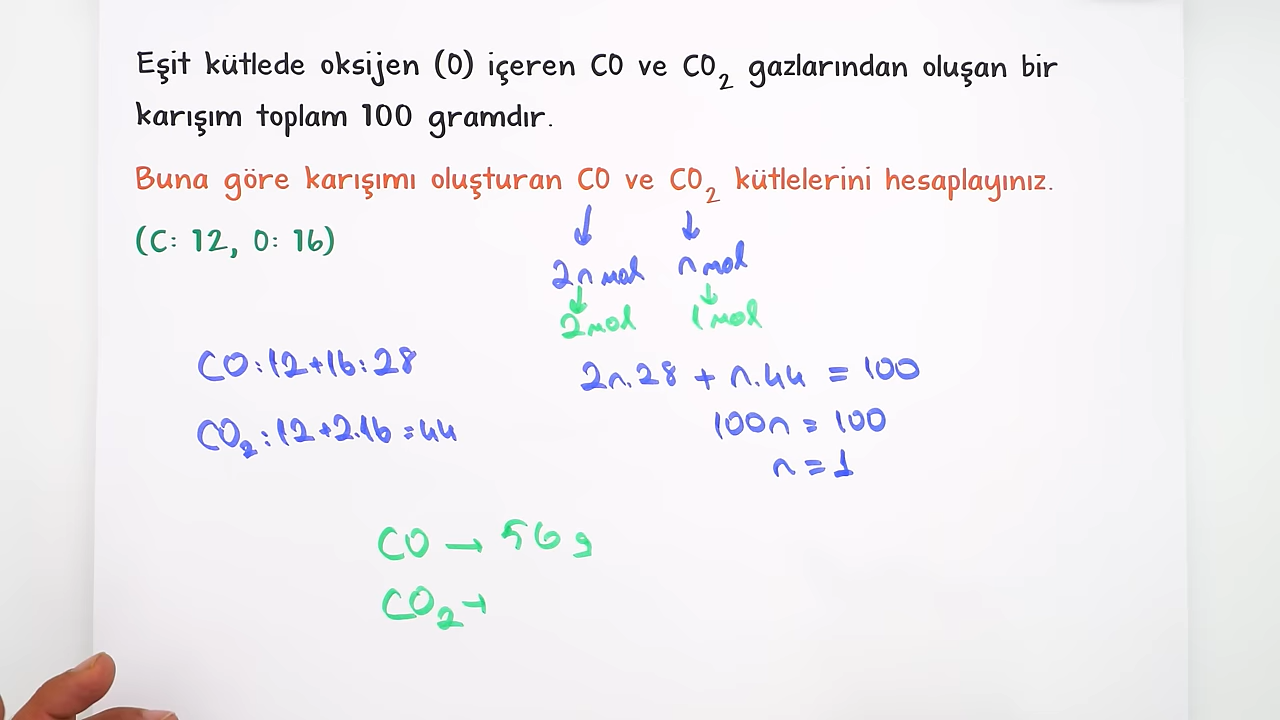 Eşit kütlede oksijen (O) içeren CO ve CO₂ gazlarından oluşan bir
karışım toplam 100 gramdır.
Buna göre karışımı oluşturan CO ve CO₂ kütlelerini hesaplayınız.
(C: 12, O: 16)
↓ ↓
2n mol n mol
↓ ↓
2mol 1 mol
CO:12+16:28
2n.28 + n.44 = 100
CO₂:12+2.16=44
100n = 100
n = 1
CO → 56 g
CO₂ →